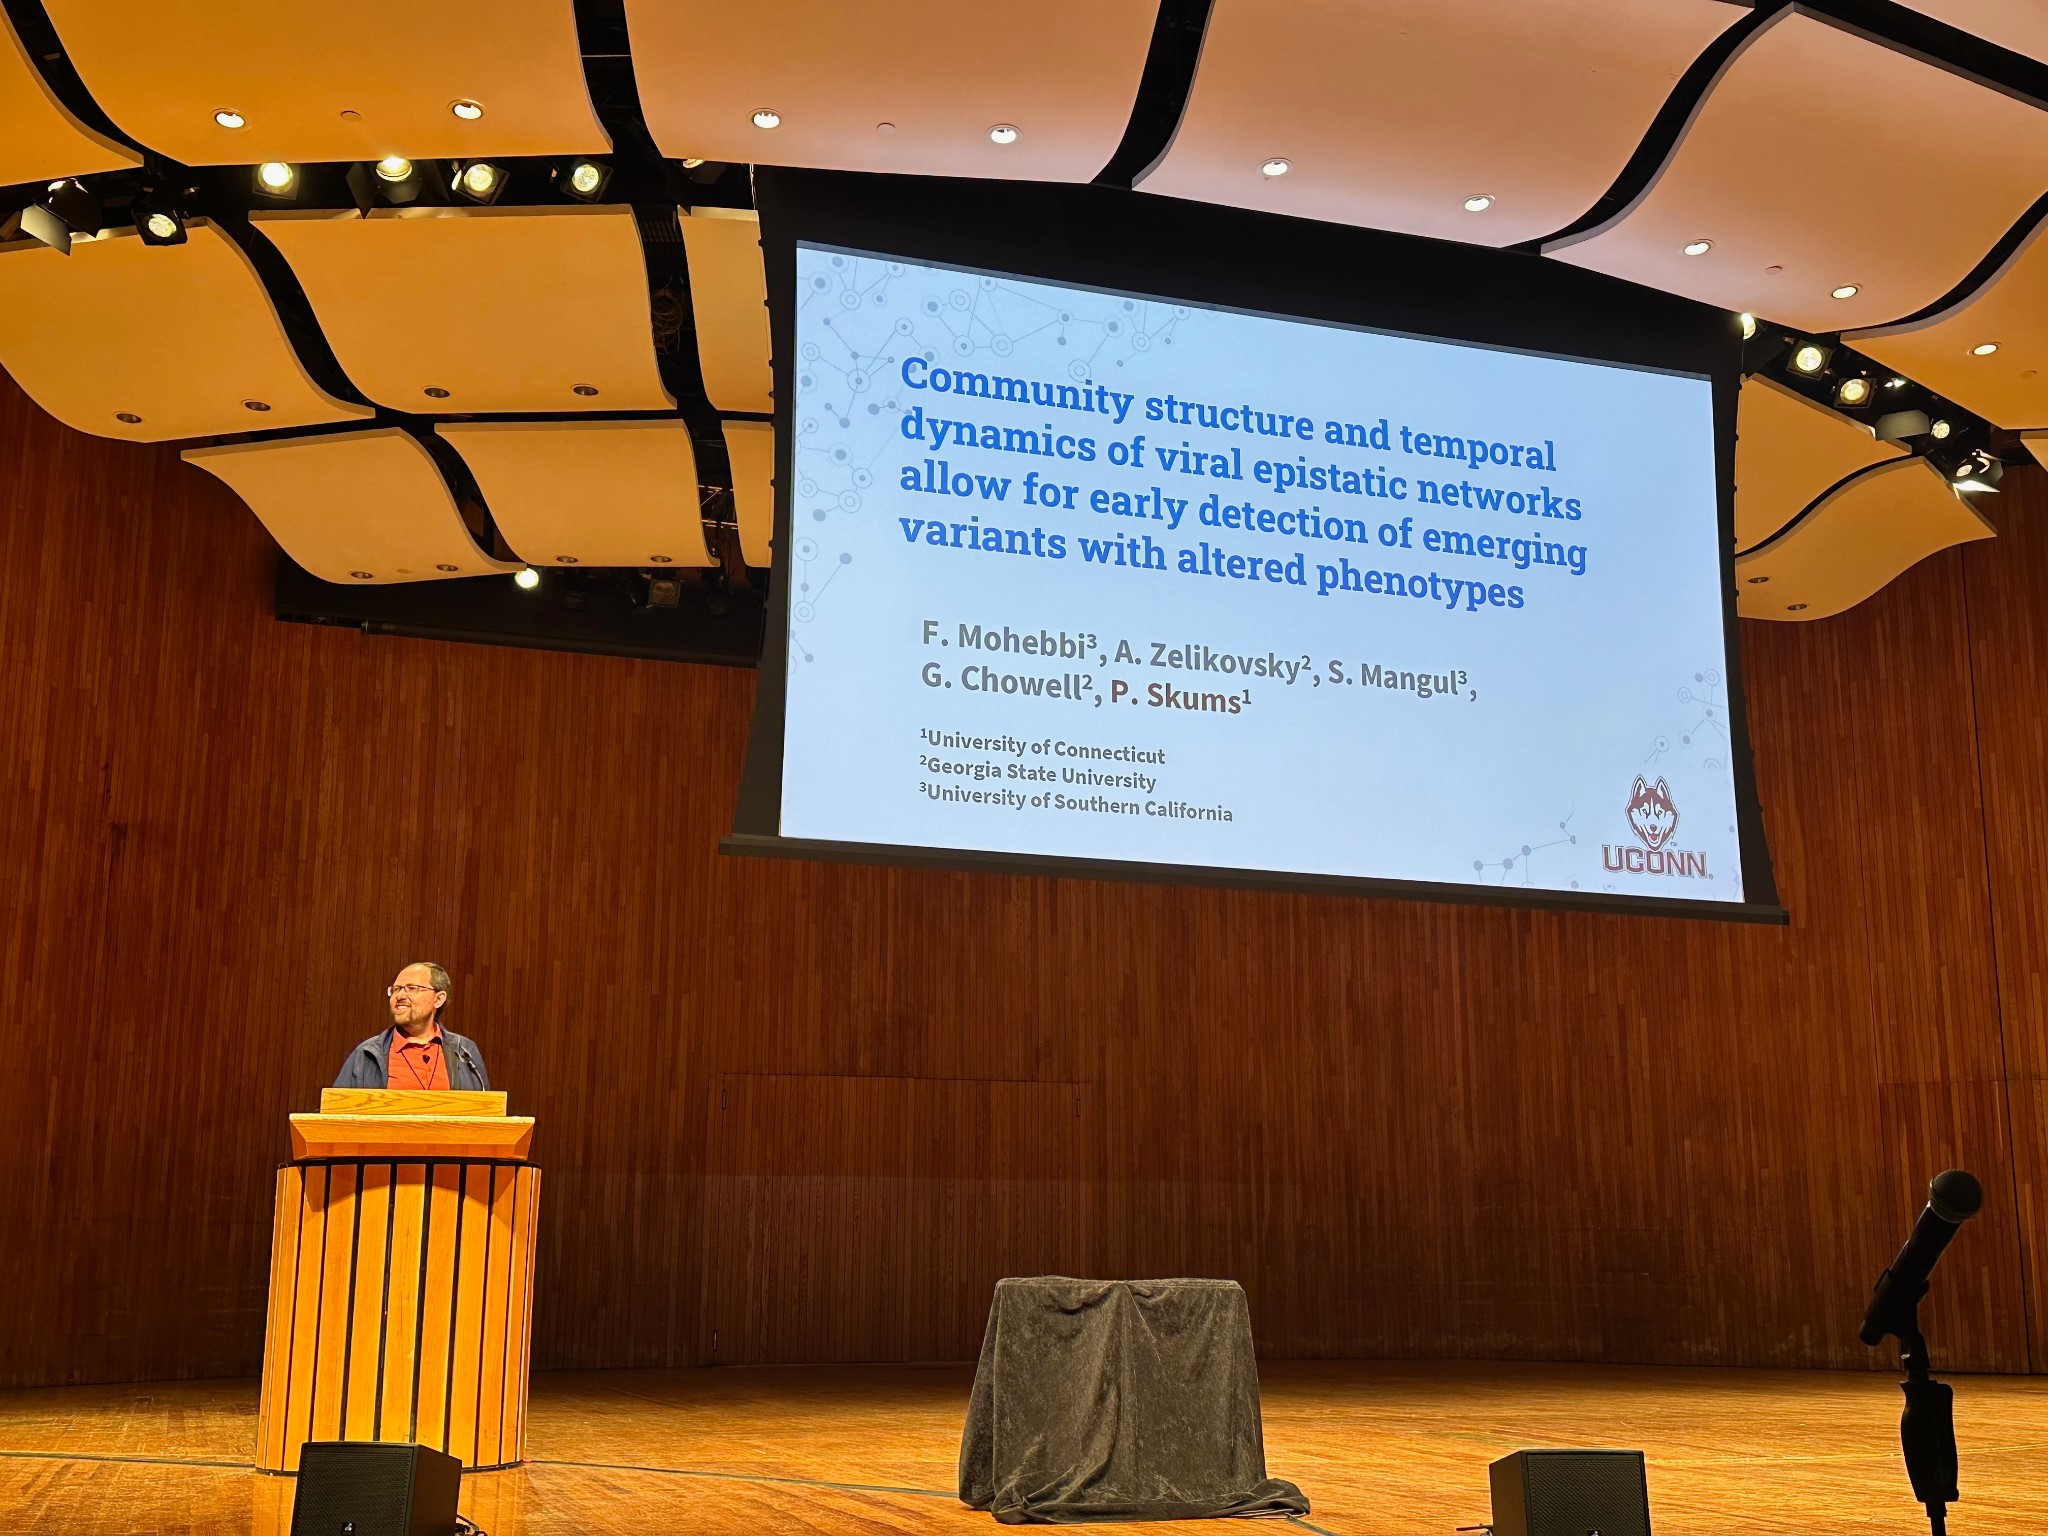 Community structure and temporal
dynamics of viral epistatic networks
allow for early detection of emerging
variants with altered phenotypes
F. Mohebbi³, A. Zelikovsky², S. Mangul³,
G. Chowell², P. Skums¹
¹University of Connecticut
²Georgia State University
³University of Southern California
UCONN®